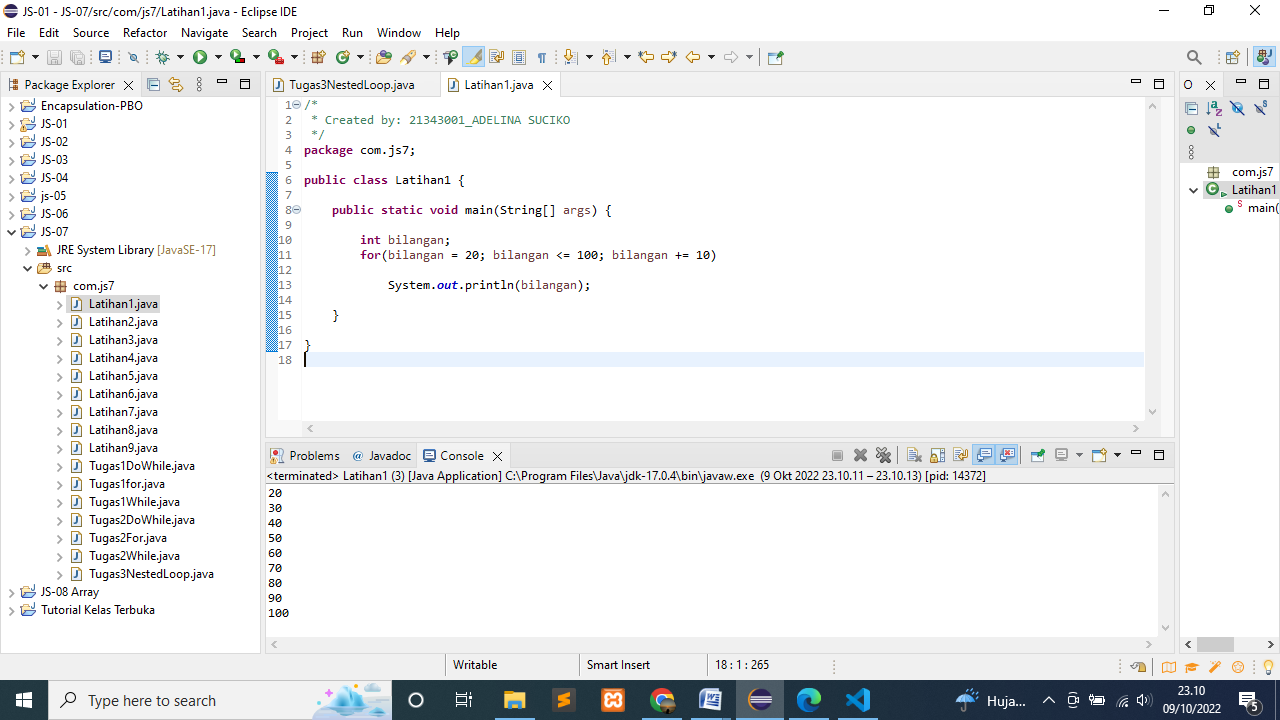 JS-01 - JS-07/src/com/js7/Latihan1.java - Eclipse IDE
File Edit Source Refactor Navigate Search Project Run Window Help
Package Explorer
Encapsulation-PBO
JS-01
JS-02
JS-03
JS-04
js-05
JS-06
JS-07
JRE System Library [JavaSE-17]
src
com.js7
Latihan1.java
Latihan2.java
Latihan3.java
Latihan4.java
Latihan5.java
Latihan6.java
Latihan7.java
Latihan8.java
Latihan9.java
Tugas1DoWhile.java
Tugas1for.java
Tugas1While.java
Tugas2DoWhile.java
Tugas2For.java
Tugas2While.java
Tugas3NestedLoop.java
JS-08 Array
Tutorial Kelas Terbuka
Tugas3NestedLoop.java Latihan1.java
1 /*
2 * Created by: 21343001_ADELINA SUCIKO
3 */
4 package com.js7;
5
6 public class Latihan1 {
7
8 public static void main(String[] args) {
9
10 int bilangan;
11 for(bilangan = 20; bilangan <= 100; bilangan += 10)
12
13 System.out.println(bilangan);
14
15 }
16
17 }
18
O
com.js7
Latihan1
main(
Problems Javadoc Console
<terminated> Latihan1 (3) [Java Application] C:\Program Files\Java\jdk-17.0.4\bin\javaw.exe (9 Okt 2022 23.10.11 – 23.10.13) [pid: 14372]
20
30
40
50
60
70
80
90
100
Writable Smart Insert 18 : 1 : 265
Type here to search
Huja...
23.10
09/10/2022
5